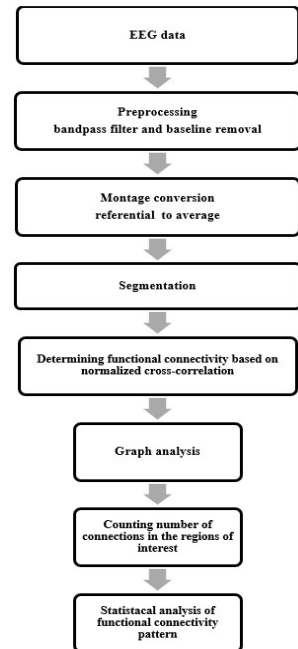 EEG data
Preprocessing
bandpass filter and baseline removal
Montage conversion
referential to average
Segmentation
Determining functional connectivity based on
normalized cross-correlation
Graph analysis
Counting number of
connections in the regions of
interest
Statistacal analysis of
functional connectivity
pattern